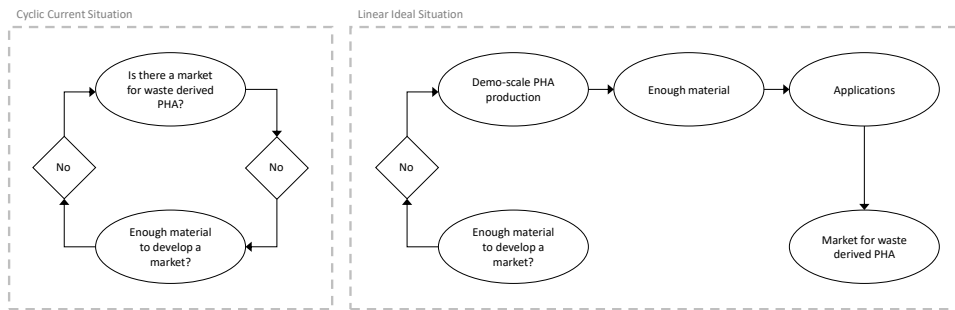 Cyclic Current Situation
Is there a market
for waste derived
PHA?
No
No
Enough material
to develop a
market?
Linear Ideal Situation
Demo-scale PHA
production
Enough material
Applications
No
Enough material
to develop a
market?
Market for waste
derived PHA